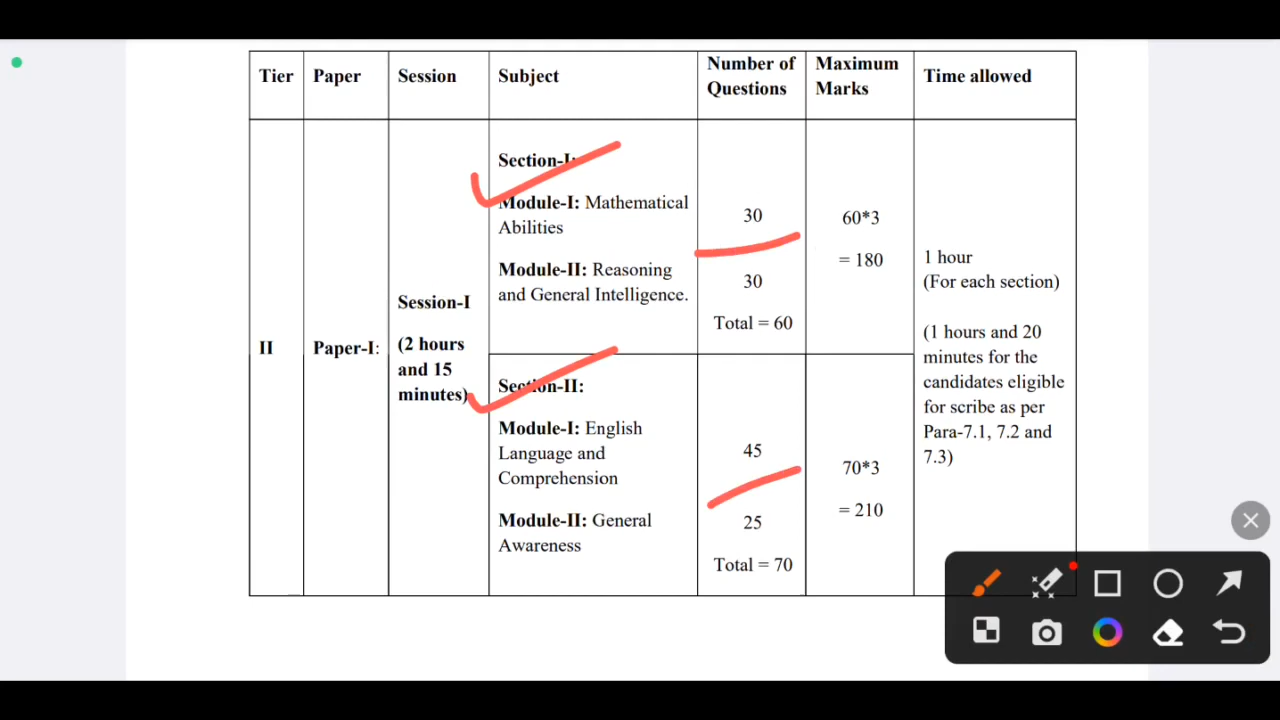 Tier Paper Session Subject Number of Questions Maximum Marks Time allowed
II
Paper-I:
Session-I
(2 hours
and 15
minutes)
Section-I:
Module-I: Mathematical
Abilities
Module-II: Reasoning
and General Intelligence.
30
30
Total = 60
60*3
= 180
Section-II:
Module-I: English
Language and
Comprehension
Module-II: General
Awareness
45
25
Total = 70
70*3
= 210
1 hour
(For each section)
(1 hours and 20
minutes for the
candidates eligible
for scribe as per
Para-7.1, 7.2 and
7.3)